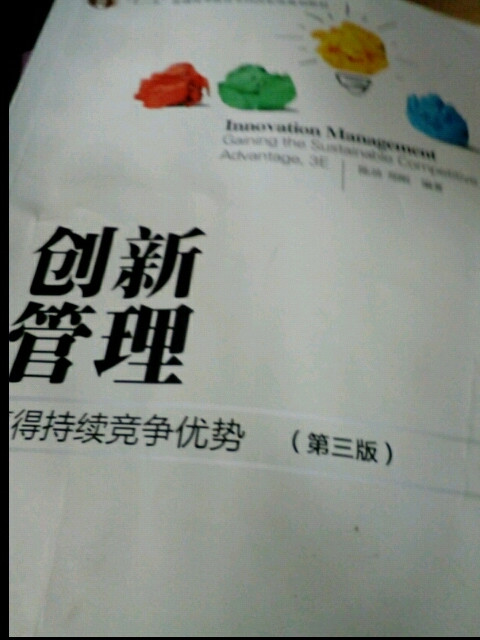 Innovation Management
Gaining the Sustainable Competitive
Advantage, 3E
创新
管理
得持续竞争优势 （第三版）